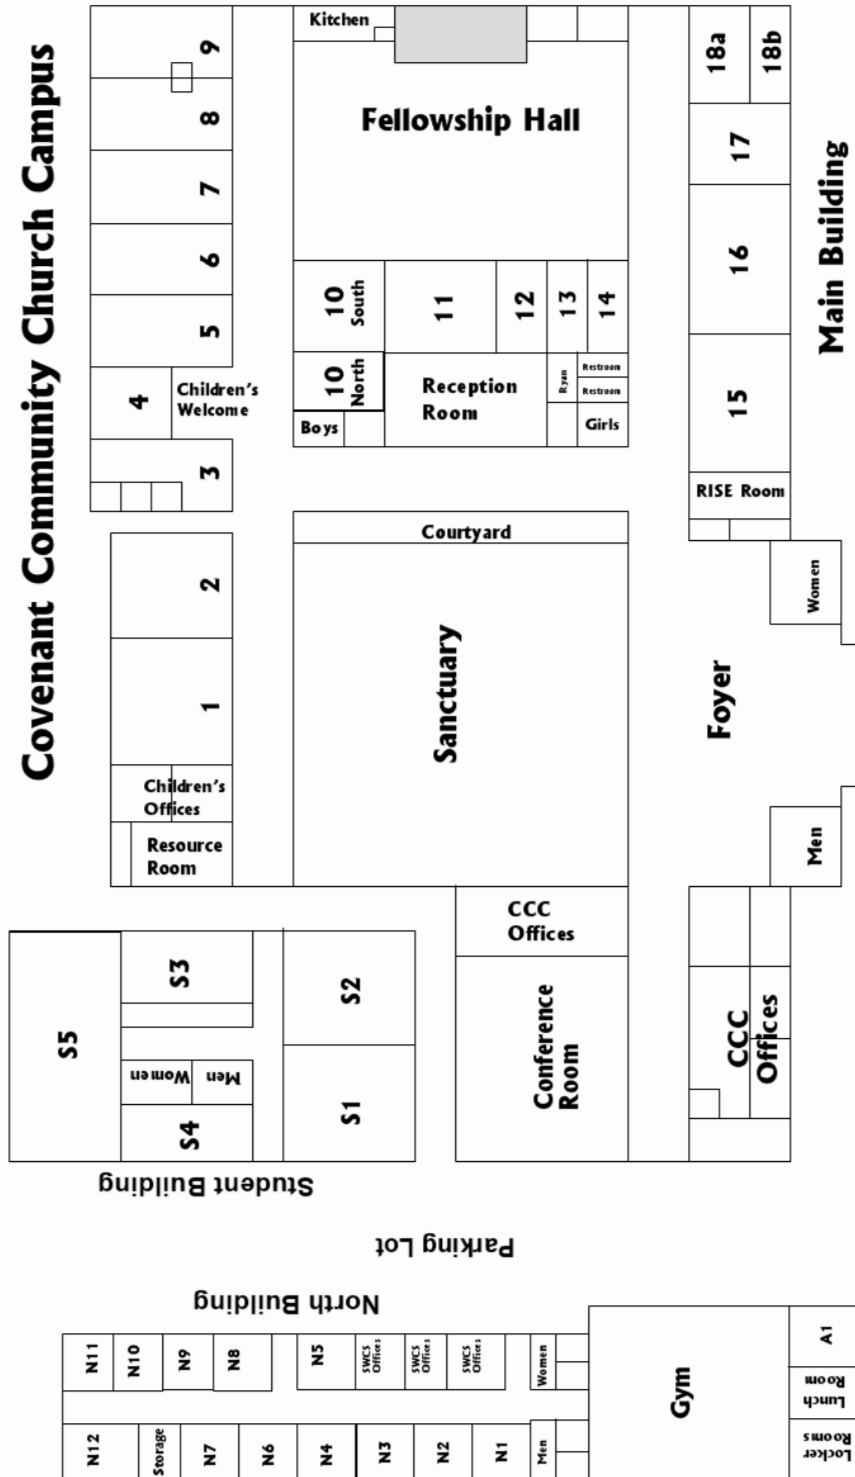 Covenant Community Church Campus
Main Building
Kitchen
Fellowship Hall
9
8
7
6
5
4
Children's
Welcome
3
2
1
Children's
Offices
Resource
Room
10
South
11
12
13
14
10
North
Reception
Room
Ryan
Restroom
Restroom
Boys
Girls
18a
18b
17
16
15
RISE Room
Courtyard
Sanctuary
Women
Foyer
Men
CCC
Offices
Conference
Room
CCC
Offices
S5
S3
S2
Women
Men
S4
S1
Student Building
Parking Lot
North Building
N11
N10
N9
N8
N5
SWCS
Offices
SWCS
Offices
SWCS
Offices
Women
N12
Storage
N7
N6
N4
N3
N2
N1
Men
Gym
A1
Lunch
Room
Locker
Rooms